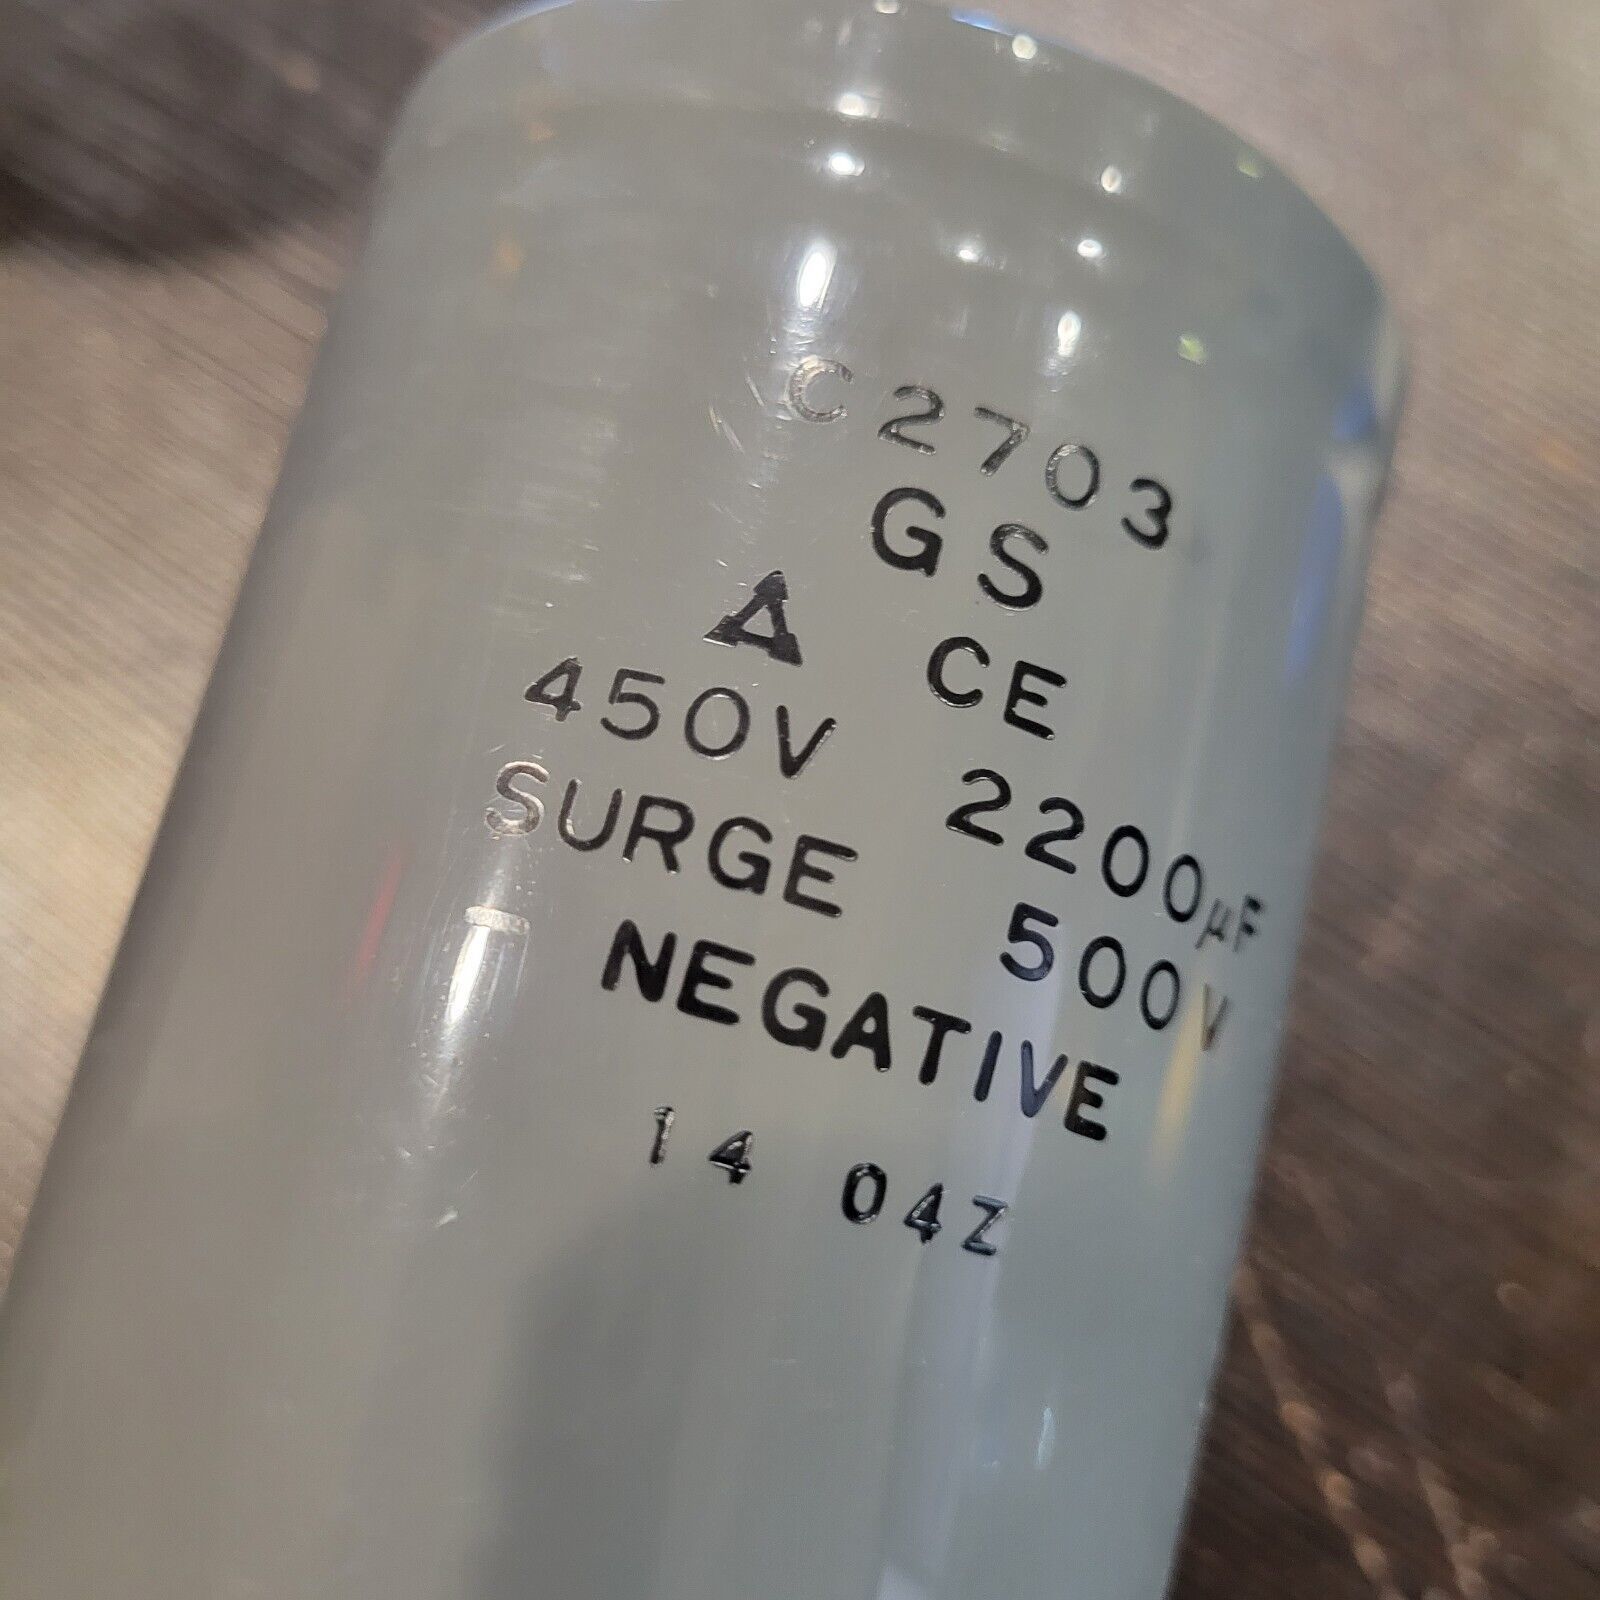 C2703
GS
CE
450V 2200µF
SURGE 500V
NEGATIVE
14 04Z